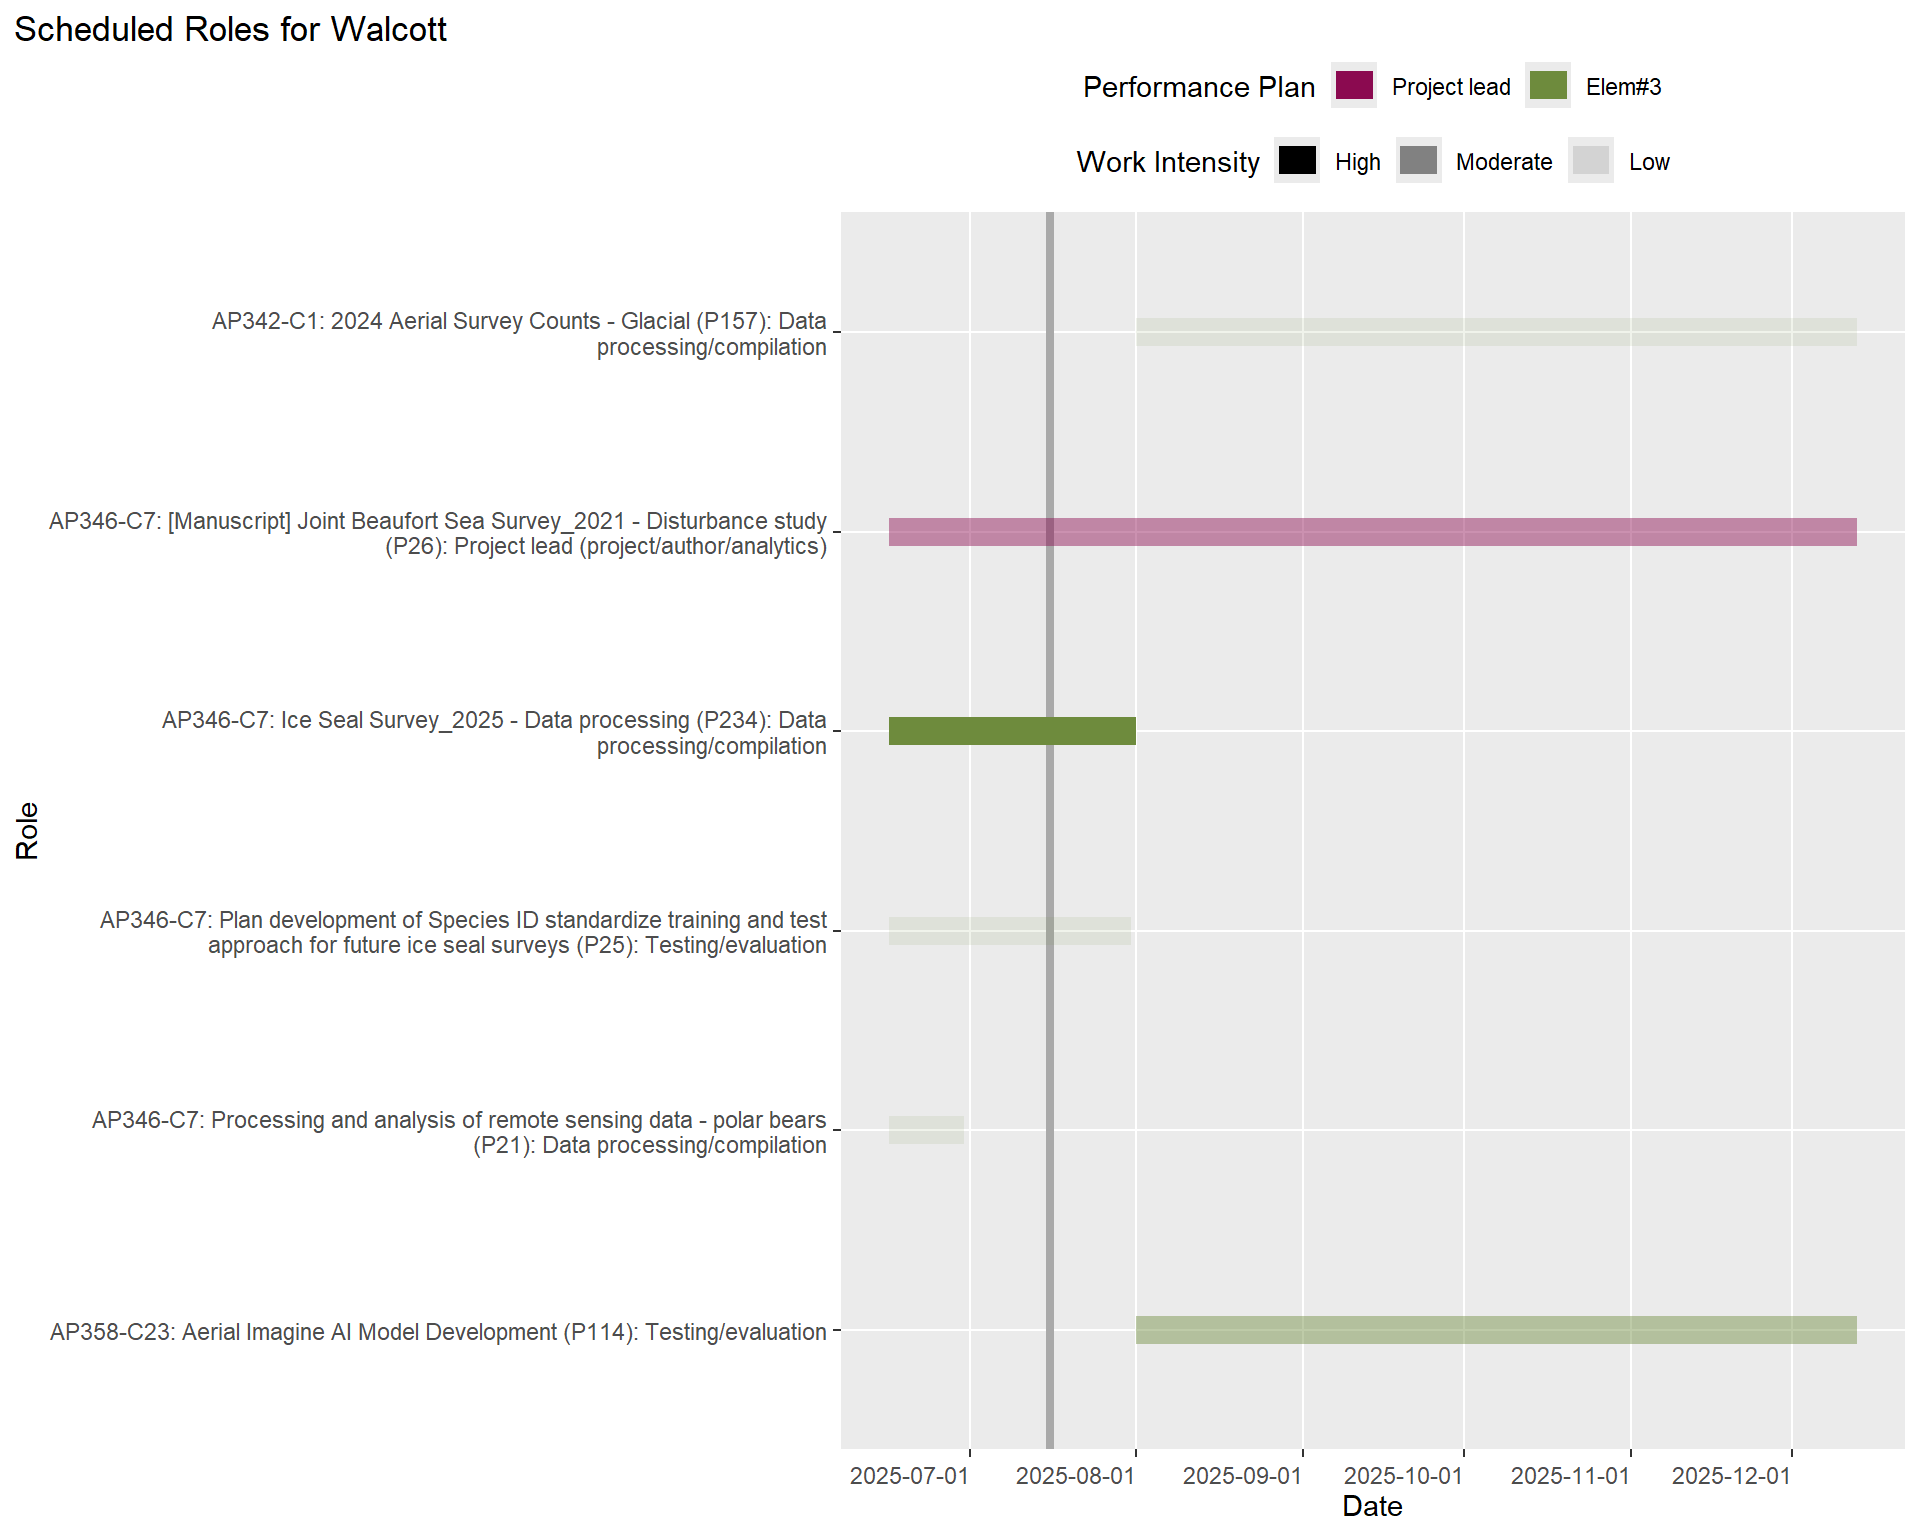 Scheduled Roles for Walcott
Performance Plan Project lead Elem#3
Work Intensity High Moderate Low
AP342-C1: 2024 Aerial Survey Counts - Glacial (P157): Data
processing/compilation
AP346-C7: [Manuscript] Joint Beaufort Sea Survey_2021 - Disturbance study
(P26): Project lead (project/author/analytics)
AP346-C7: Ice Seal Survey_2025 - Data processing (P234): Data
processing/compilation
Role
AP346-C7: Plan development of Species ID standardize training and test
approach for future ice seal surveys (P25): Testing/evaluation
AP346-C7: Processing and analysis of remote sensing data - polar bears
(P21): Data processing/compilation
AP358-C23: Aerial Imagine AI Model Development (P114): Testing/evaluation
2025-07-01 2025-08-01 2025-09-01 2025-10-01 2025-11-01 2025-12-01
Date